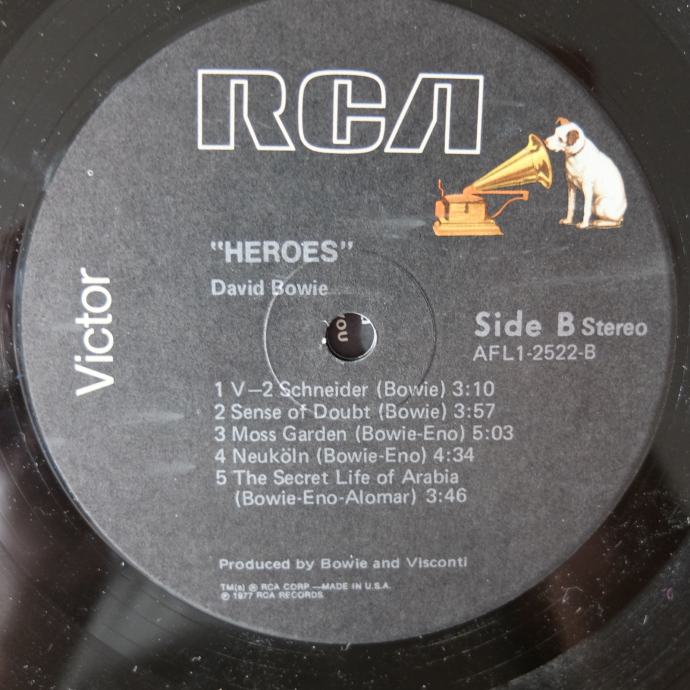 RCA
"HEROES"
David Bowie
Victor
Side B Stereo
AFL1-2522-B
1 V–2 Schneider (Bowie) 3:10
2 Sense of Doubt (Bowie) 3:57
3 Moss Garden (Bowie-Eno) 5:03
4 Neuköln (Bowie-Eno) 4:34
5 The Secret Life of Arabia
(Bowie-Eno-Alomar) 3:46
Produced by Bowie and Visconti
TM(s) ® RCA CORP —MADE IN U.S.A.
℗ 1977 RCA RECORDS